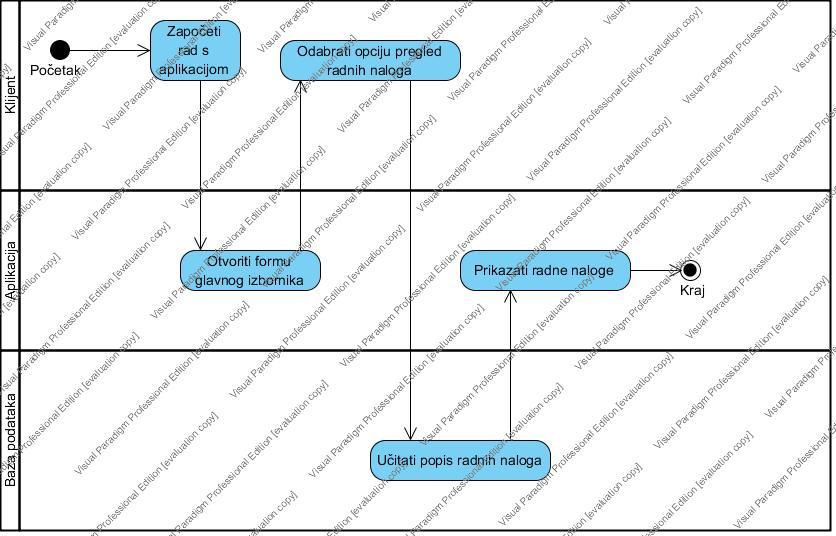 Klijent
Početak
Započeti
rad s
aplikacijom
Odabrati opciju pregled
radnih naloga
Aplikacija
Otvoriti formu
glavnog izbornika
Prikazati radne naloge
Kraj
Baza podataka
Učitati popis radnih naloga
Visual Paradigm Professional Edition [evaluation copy]